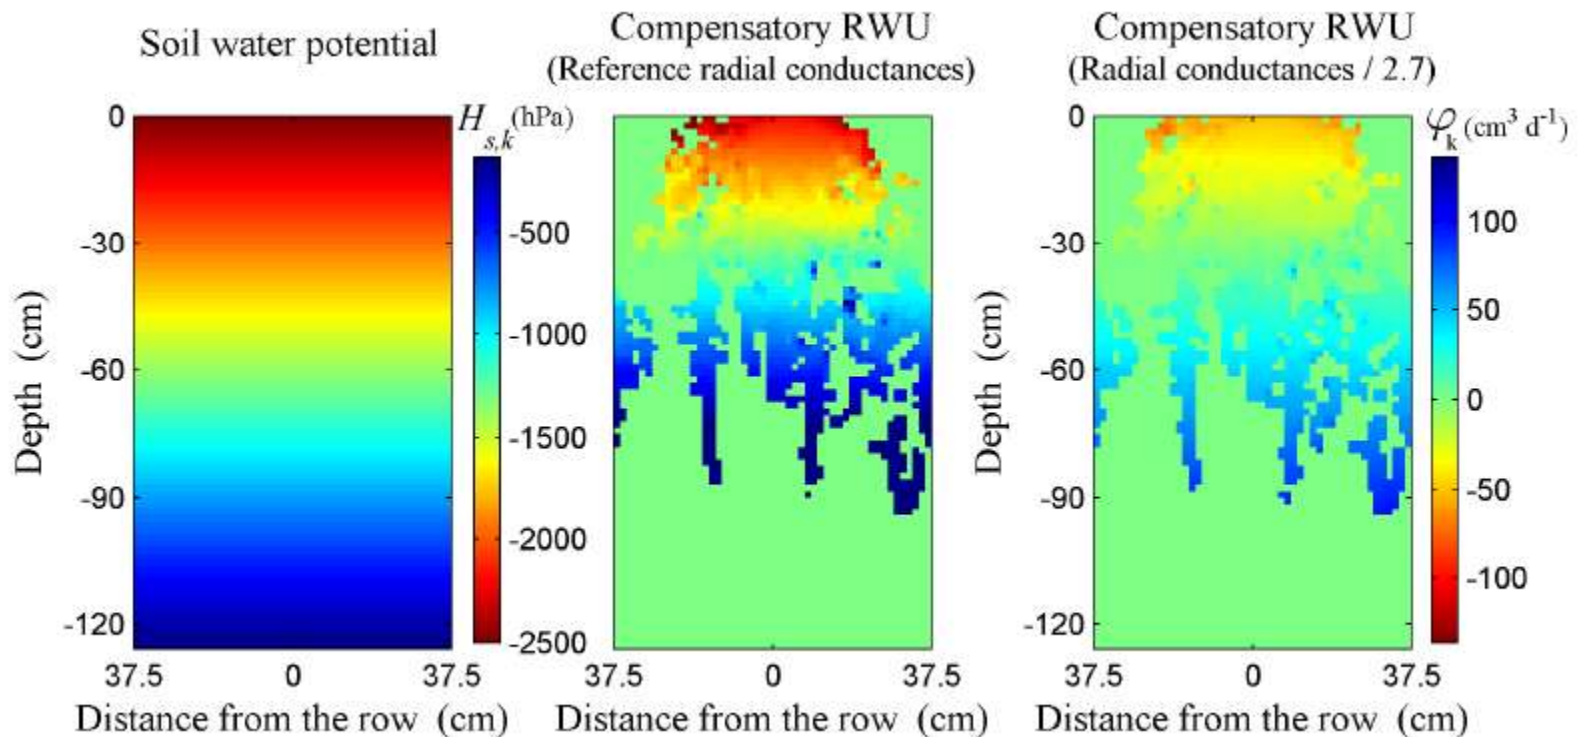 Soil water potential
Compensatory RWU
(Reference radial conductances)
Compensatory RWU
(Radial conductances / 2.7)
Depth (cm)
0
-30
-60
-90
-120
37.5
0
37.5
Distance from the row (cm)
H s,k (hPa)
-500
-1000
-1500
-2000
-2500
37.5
0
37.5
Distance from the row (cm)
Depth (cm)
0
-30
-60
-90
-120
37.5
0
37.5
Distance from the row (cm)
φk (cm³ d⁻¹)
100
50
0
-50
-100